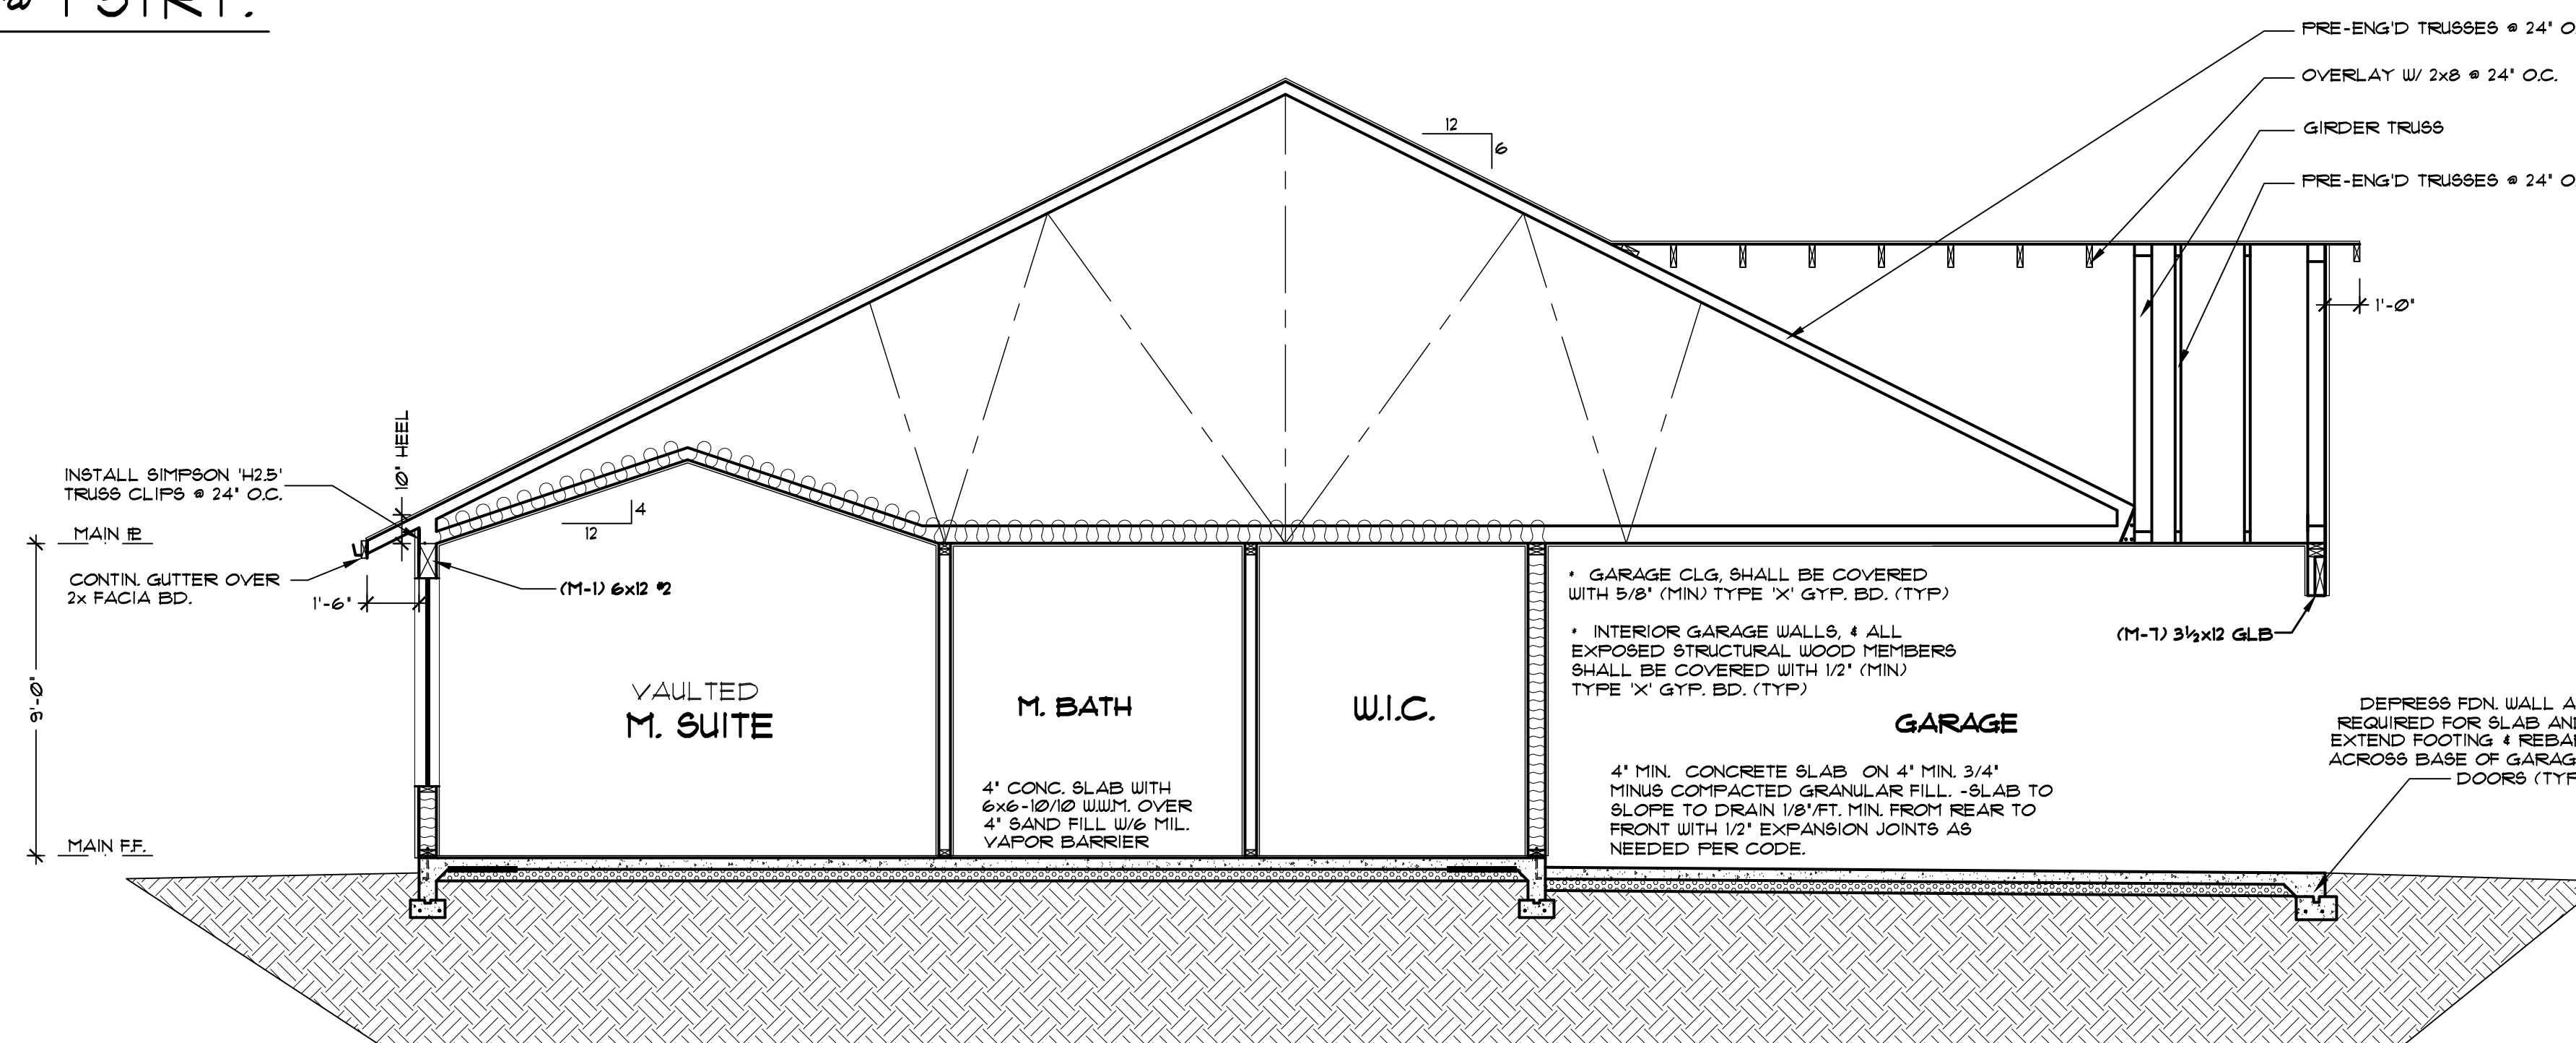 PRE-ENG'D TRUSSES @ 24" O
OVERLAY W/ 2x8 @ 24" O.C.
GIRDER TRUSS
PRE-ENG'D TRUSSES @ 24" O
12
6
1'-0"
10" HEEL
INSTALL SIMPSON 'H2.5'
TRUSS CLIPS @ 24" O.C.
MAIN PL
CONTIN. GUTTER OVER
2x FACIA BD.
1'-6"
(M-1) 6x12 #2
4
12
9'-0"
MAIN F.F.
VAULTED
M. SUITE
M. BATH
W.I.C.
4" CONC. SLAB WITH
6x6-10/10 W.W.M. OVER
4" SAND FILL W/6 MIL.
VAPOR BARRIER
* GARAGE CLG, SHALL BE COVERED
WITH 5/8" (MIN) TYPE 'X' GYP. BD. (TYP)
* INTERIOR GARAGE WALLS, & ALL
EXPOSED STRUCTURAL WOOD MEMBERS
SHALL BE COVERED WITH 1/2" (MIN)
TYPE 'X' GYP. BD. (TYP)
GARAGE
4" MIN. CONCRETE SLAB ON 4" MIN. 3/4"
MINUS COMPACTED GRANULAR FILL. -SLAB TO
SLOPE TO DRAIN 1/8"/FT. MIN. FROM REAR TO
FRONT WITH 1/2" EXPANSION JOINTS AS
NEEDED PER CODE.
(M-7) 3½x12 GLB
DEPRESS FDN. WALL A
REQUIRED FOR SLAB AND
EXTEND FOOTING & REBA
ACROSS BASE OF GARAG
DOORS (TYP